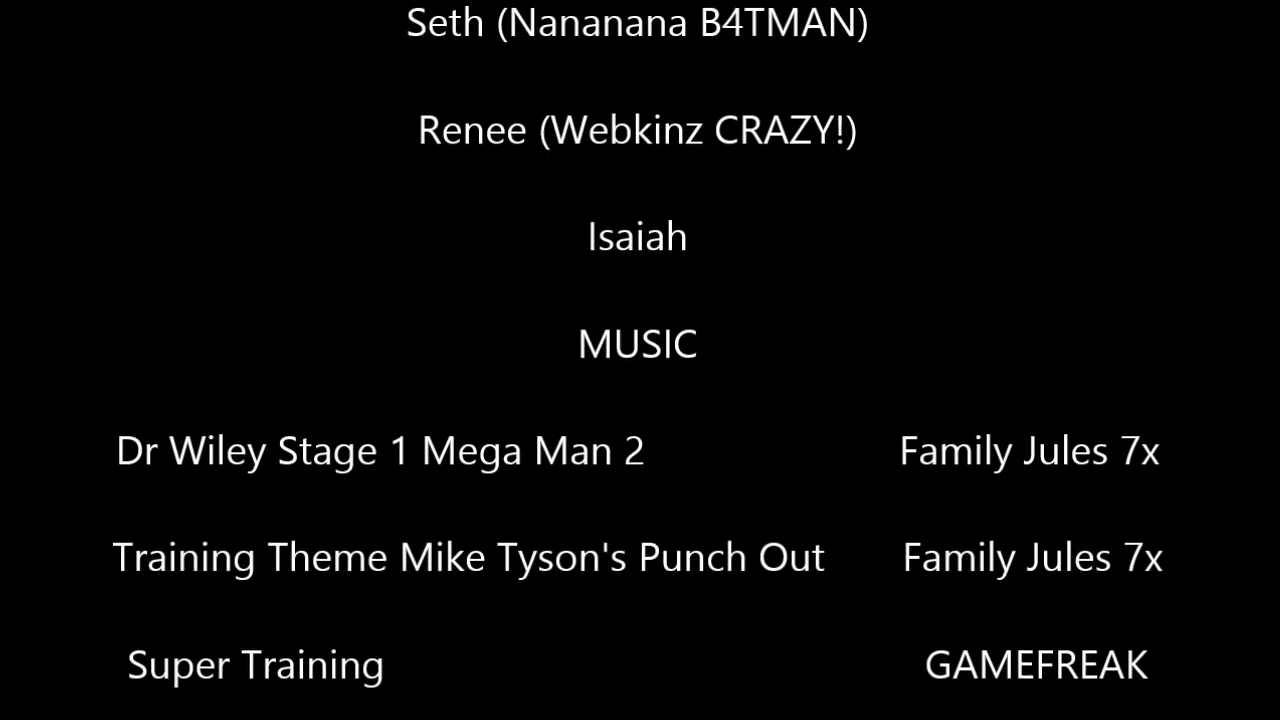 Seth (Nananana B4TMAN)
Renee (Webkinz CRAZY!)
Isaiah
MUSIC
Dr Wiley Stage 1 Mega Man 2 Family Jules 7x
Training Theme Mike Tyson's Punch Out Family Jules 7x
Super Training GAMEFREAK